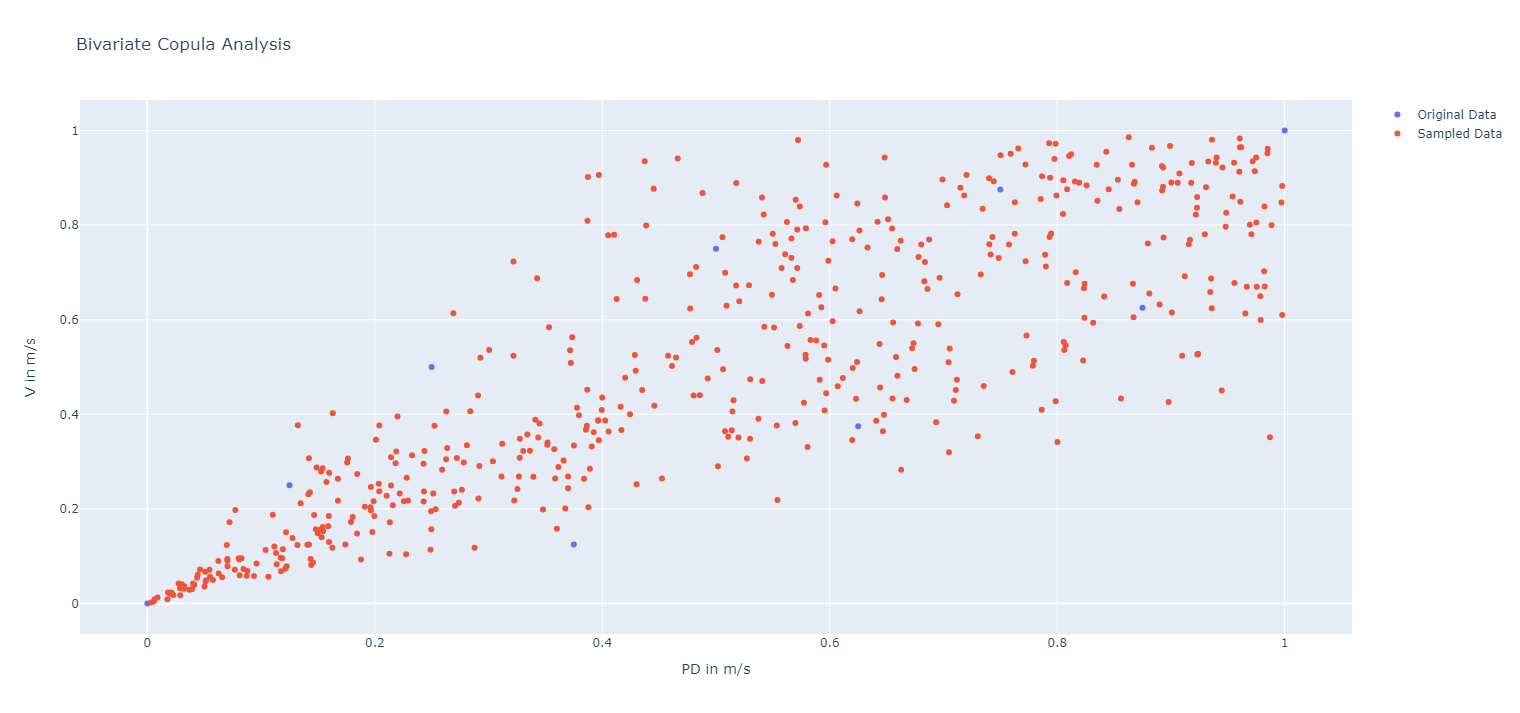 Bivariate Copula Analysis
Original Data
Sampled Data
1
0.8
0.6
0.4
0.2
0
V in m/s
0 0.2 0.4 0.6 0.8 1
PD in m/s